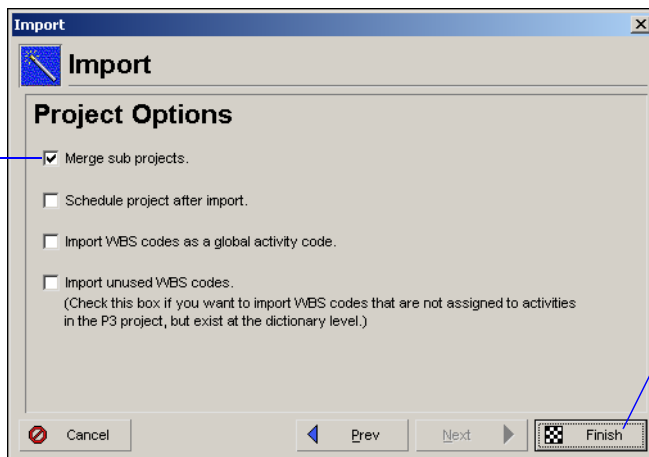 Import
Import
Project Options
Merge sub projects.
Schedule project after import.
Import WBS codes as a global activity code.
Import unused WBS codes.
(Check this box if you want to import WBS codes that are not assigned to activities
in the P3 project, but exist at the dictionary level.)
Cancel
Prev
Next
Finish